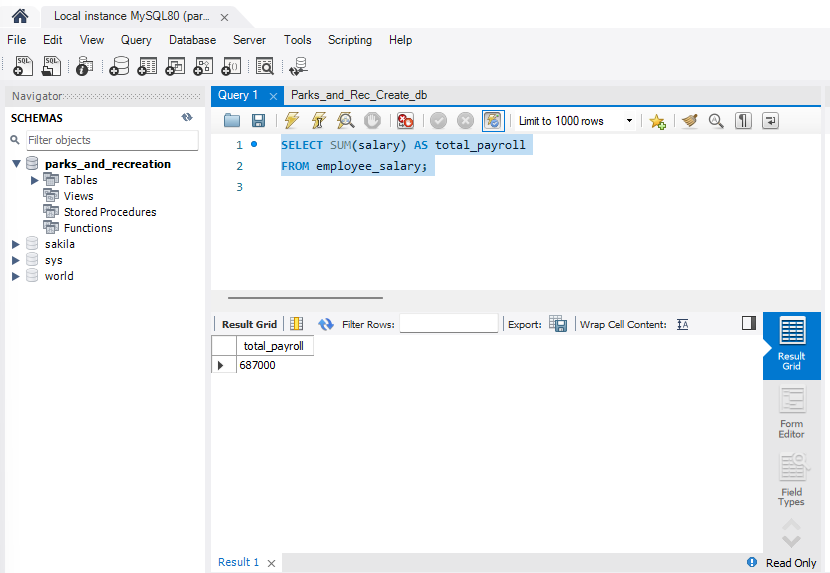 Local instance MySQL80 (par...
File Edit View Query Database Server Tools Scripting Help
SQL SQL
Navigator
Query 1 Parks_and_Rec_Create_db
SCHEMAS
Limit to 1000 rows
Filter objects
1 SELECT SUM(salary) AS total_payroll
2 FROM employee_salary;
3
parks_and_recreation
Tables
Views
Stored Procedures
Functions
sakila
sys
world
Result Grid Filter Rows: Export: Wrap Cell Content:
total_payroll
687000
Result Grid
Form Editor
Field Types
Result 1
Read Only